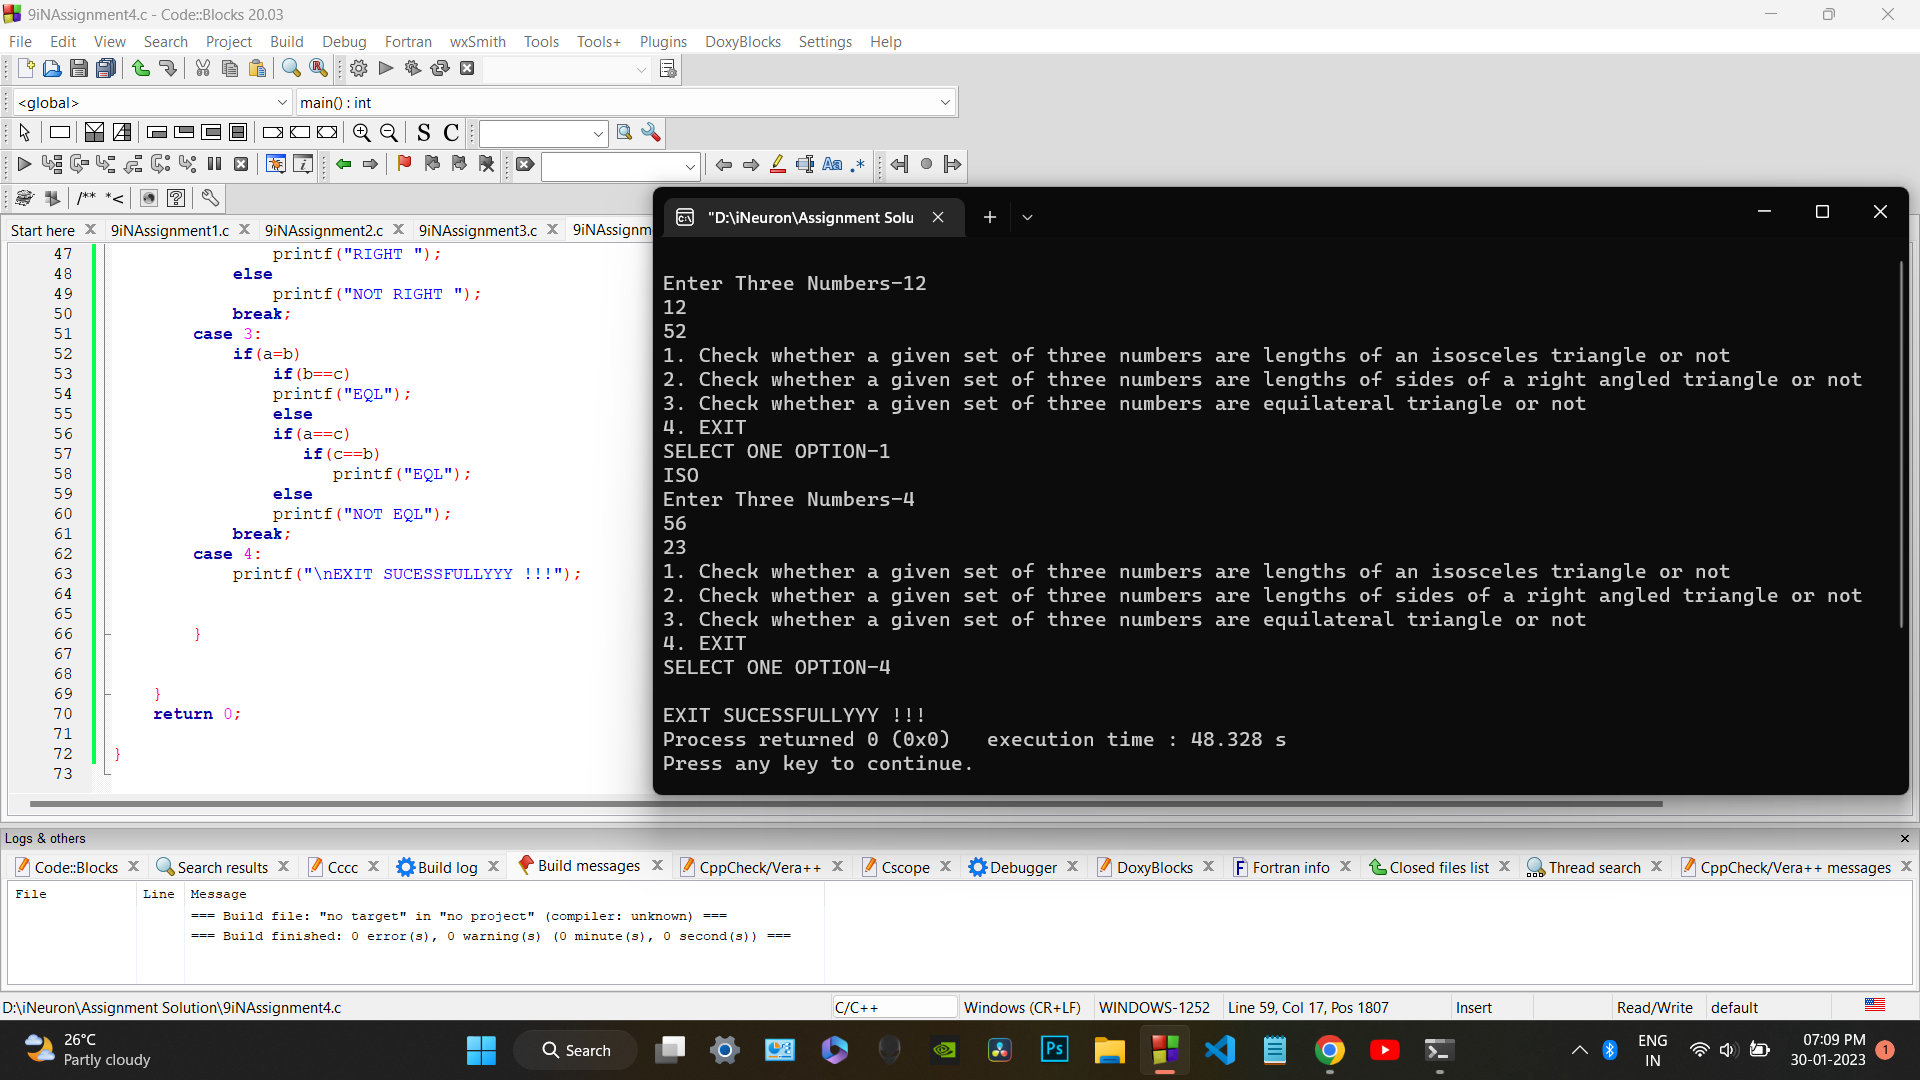 9iNAssignment4.c - Code::Blocks 20.03
File Edit View Search Project Build Debug Fortran wxSmith Tools Tools+ Plugins DoxyBlocks Settings Help
<global> main() : int
S C
Aa .*
/** *<
Start here 9iNAssignment1.c 9iNAssignment2.c 9iNAssignment3.c 9iNAssignm
47 printf("RIGHT ");
48 else
49 printf("NOT RIGHT ");
50 break;
51 case 3:
52 if(a=b)
53 if(b==c)
54 printf("EQL");
55 else
56 if(a==c)
57 if(c==b)
58 printf("EQL");
59 else
60 printf("NOT EQL");
61 break;
62 case 4:
63 printf("\nEXIT SUCESSFULLYYY !!!");
64
65
66 }
67
68
69 }
70 return 0;
71
72 }
73
"D:\iNeuron\Assignment Solu
Enter Three Numbers-12
12
52
1. Check whether a given set of three numbers are lengths of an isosceles triangle or not
2. Check whether a given set of three numbers are lengths of sides of a right angled triangle or not
3. Check whether a given set of three numbers are equilateral triangle or not
4. EXIT
SELECT ONE OPTION-1
ISO
Enter Three Numbers-4
56
23
1. Check whether a given set of three numbers are lengths of an isosceles triangle or not
2. Check whether a given set of three numbers are lengths of sides of a right angled triangle or not
3. Check whether a given set of three numbers are equilateral triangle or not
4. EXIT
SELECT ONE OPTION-4
EXIT SUCESSFULLYYY !!!
Process returned 0 (0x0) execution time : 48.328 s
Press any key to continue.
Logs & others
Code::Blocks Search results Cccc Build log Build messages CppCheck/Vera++ Cscope Debugger DoxyBlocks Fortran info Closed files list Thread search CppCheck/Vera++ messages
File Line Message
=== Build file: "no target" in "no project" (compiler: unknown) ===
=== Build finished: 0 error(s), 0 warning(s) (0 minute(s), 0 second(s)) ===
D:\iNeuron\Assignment Solution\9iNAssignment4.c C/C++ Windows (CR+LF) WINDOWS-1252 Line 59, Col 17, Pos 1807 Insert Read/Write default
26°C
Partly cloudy
Search
Ps
ENG
IN
07:09 PM
30-01-2023
1